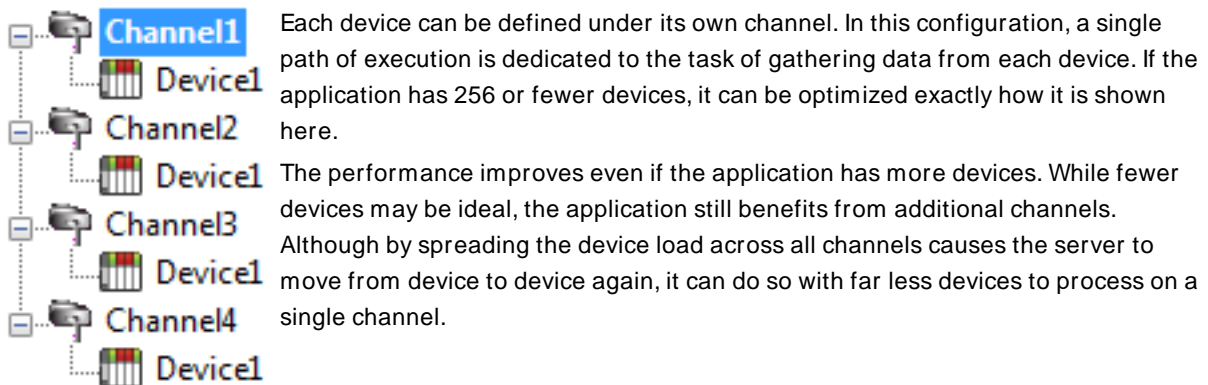 Channel1
Device1
Channel2
Device1
Channel3
Device1
Channel4
Device1
Each device can be defined under its own channel. In this configuration, a single
path of execution is dedicated to the task of gathering data from each device. If the
application has 256 or fewer devices, it can be optimized exactly how it is shown
here.
The performance improves even if the application has more devices. While fewer
devices may be ideal, the application still benefits from additional channels.
Although by spreading the device load across all channels causes the server to
move from device to device again, it can do so with far less devices to process on a
single channel.